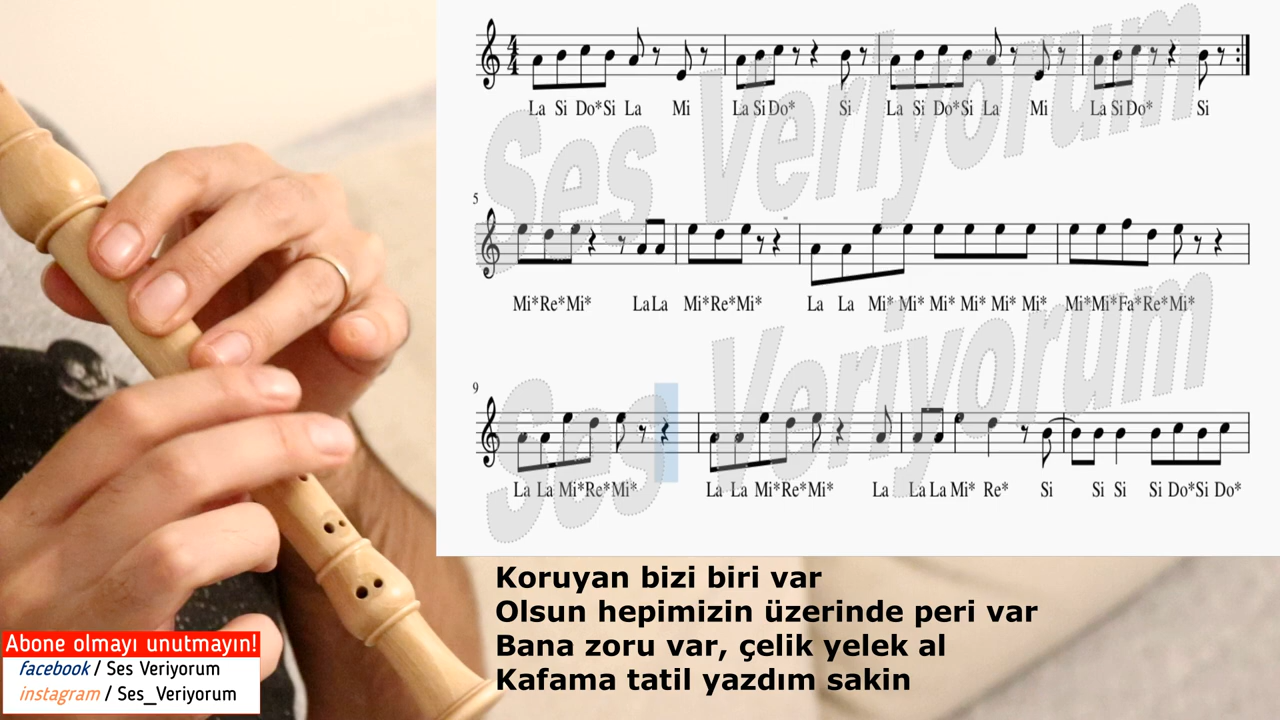 Ses Veriyorum
4
4
La Si Do* Si La Mi La Si Do* Si La Si Do* Si La Mi La Si Do* Si
5
Mi* Re* Mi* La La Mi* Re* Mi* La La Mi* Mi* Mi* Mi* Mi* Mi* Mi* Mi* Fa* Re* Mi*
Ses Veriyorum
9
La La Mi* Re* Mi* La La Mi* Re* Mi* La La La Mi* Re* Si Si Si Si Do* Si Do*
Koruyan bizi biri var
Olsun hepimizin üzerinde peri var
Bana zoru var, çelik yelek al
Kafama tatil yazdım sakin
Abone olmayı unutmayın!
facebook / Ses Veriyorum
instagram / Ses_Veriyorum